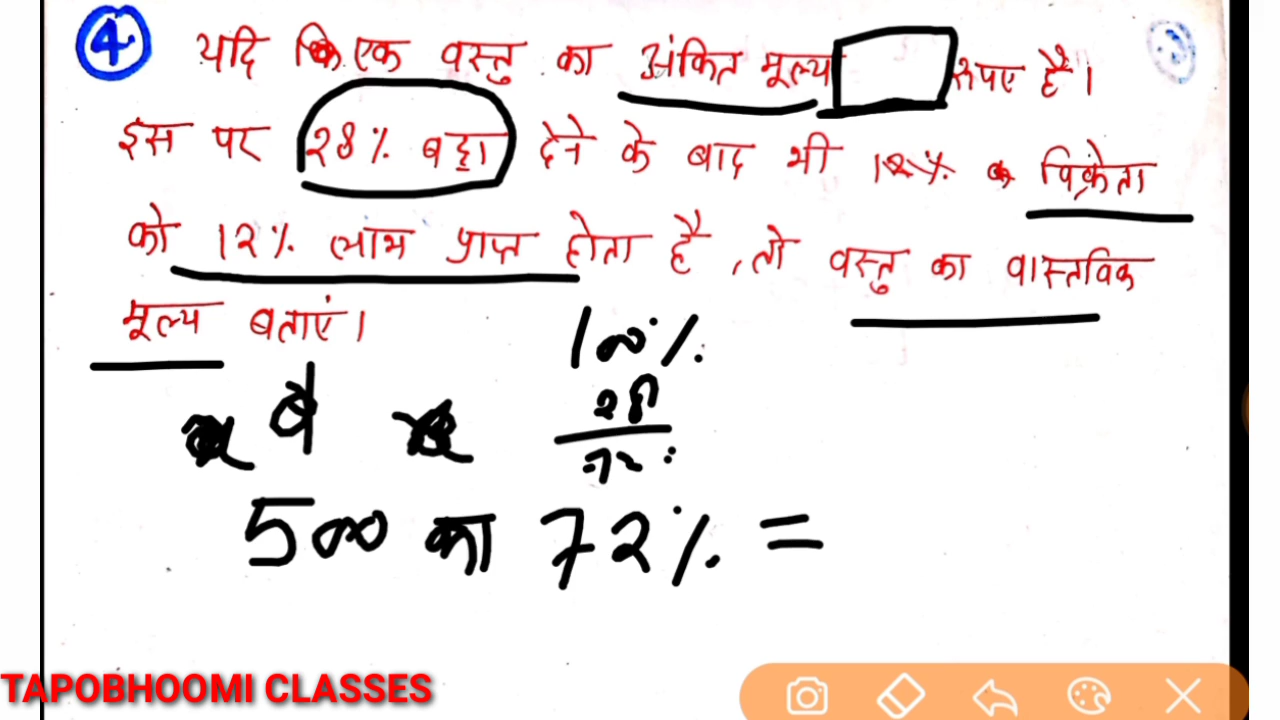 4 यदि एक वस्तु का अंकित मूल्य रुपए है।
इस पर 28% बट्टा देने के बाद भी विक्रेता
को 12% लाभ प्राप्त होता है, तो वस्तु का वास्तविक
मूल्य बताएं।
100%
28
72
500 का 72% =
TAPOBHOOMI CLASSES